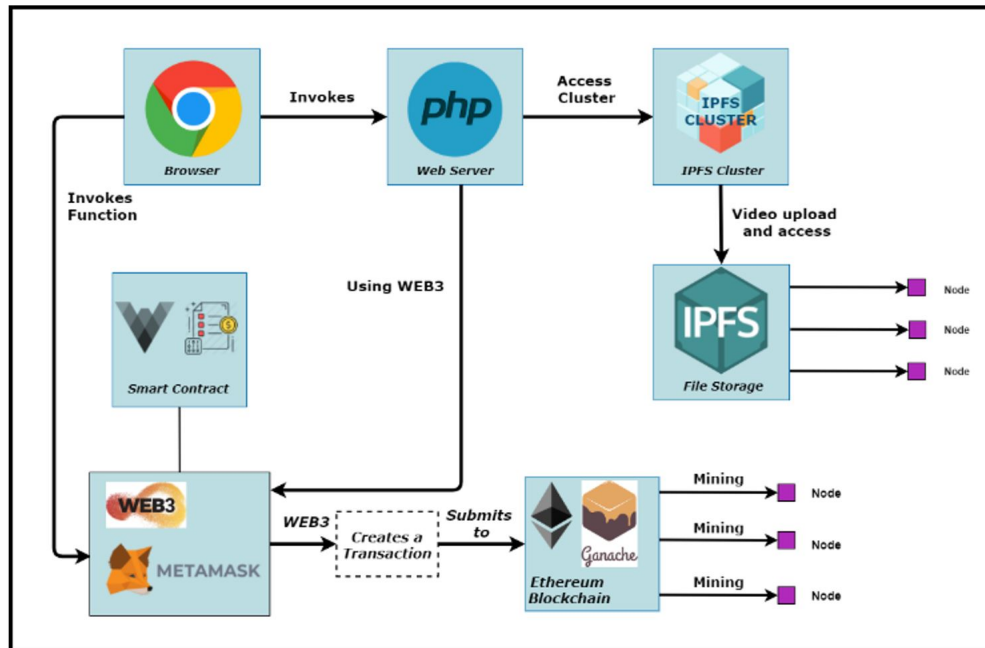 php
IPFS
CLUSTER
Browser
Invokes
Web Server
Access
Cluster
IPFS Cluster
Invokes
Function
Video upload
and access
Using WEB3
Smart Contract
IPFS
File Storage
Node
Node
Node
WEB3
METAMASK
WEB3
Creates a
Transaction
Submits
to
Ganache
Ethereum
Blockchain
Mining
Node
Mining
Node
Mining
Node